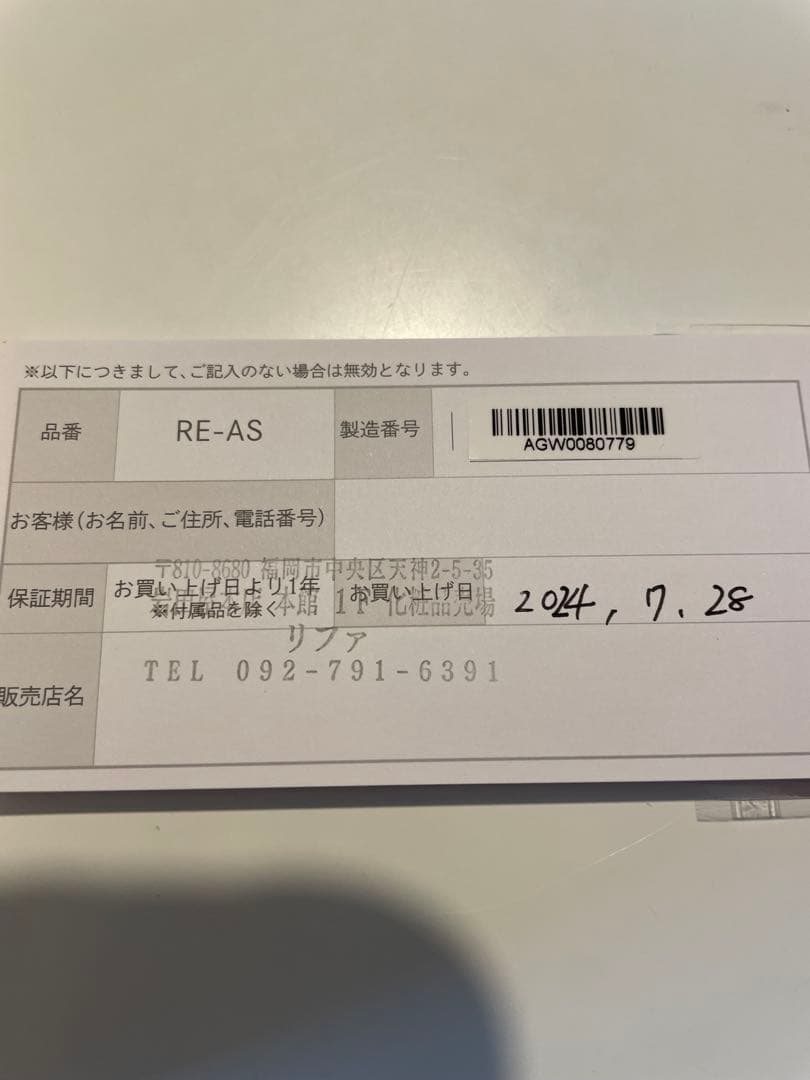 ※以下につきまして、ご記入のない場合は無効となります。
品番 RE-AS 製造番号 AGW0080779
お客様(お名前、ご住所、電話番号)
〒810-8680 福岡市中央区天神2-5-35
保証期間 お買い上げ日より1年 お買い上げ日 2024, 7. 28
※付属品を除く
本館 1F 化粧品売場
リファ
TEL 092-791-6391
販売店名